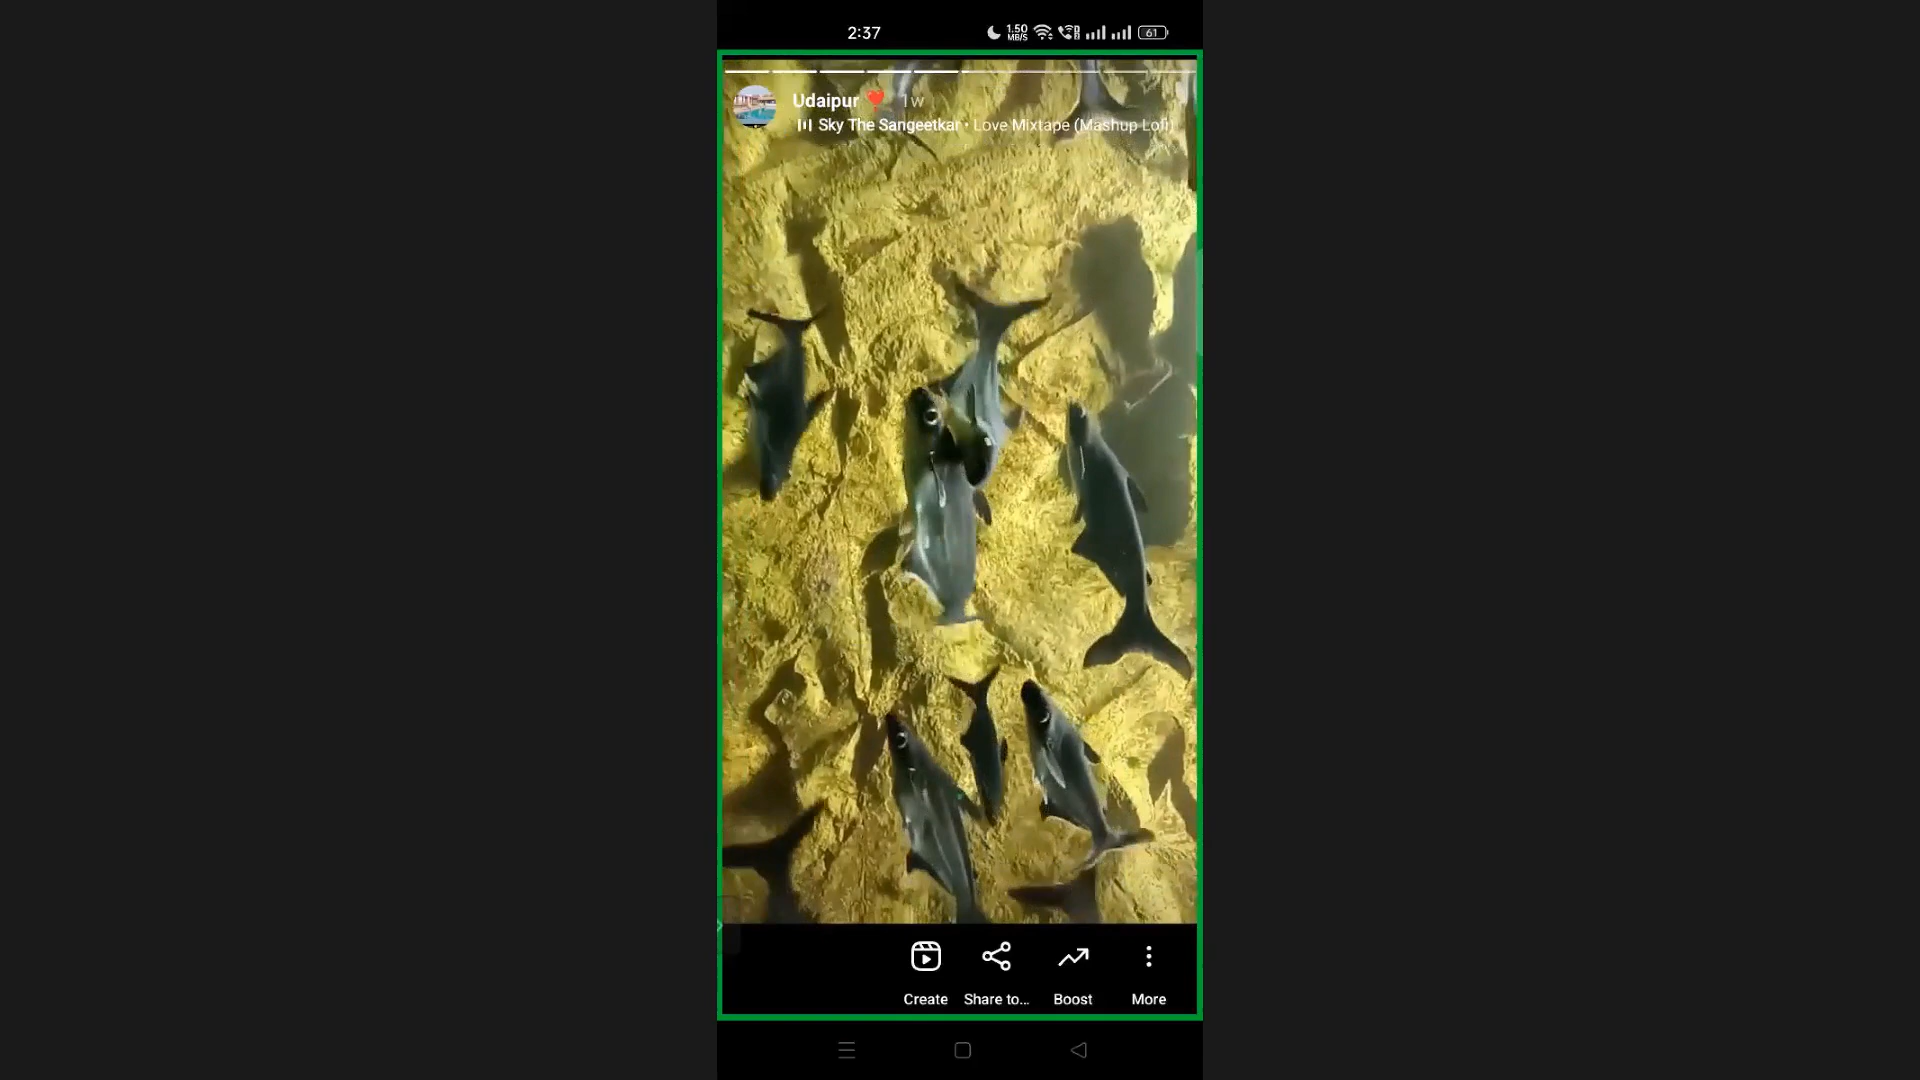 2:37
1.50
MB/S
61
Udaipur ❣️ 1w
Sky The Sangeetkar • Love Mixtape (Mashup Lofi)
Create
Share to...
Boost
More